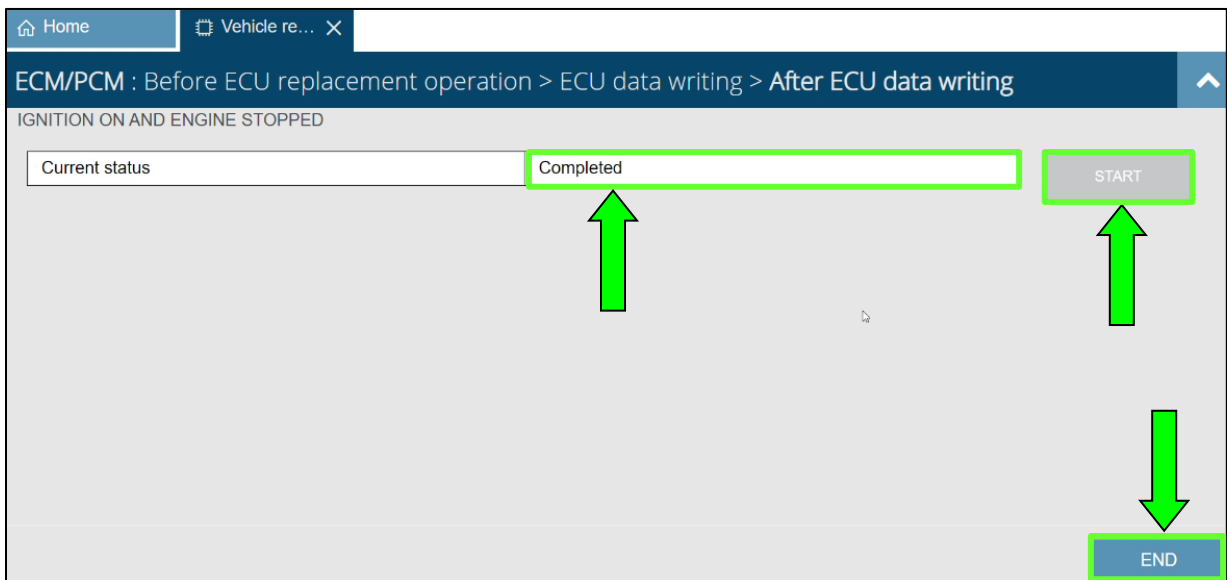 Home
Vehicle re...
ECM/PCM : Before ECU replacement operation > ECU data writing > After ECU data writing
IGNITION ON AND ENGINE STOPPED
Current status
Completed
START
END